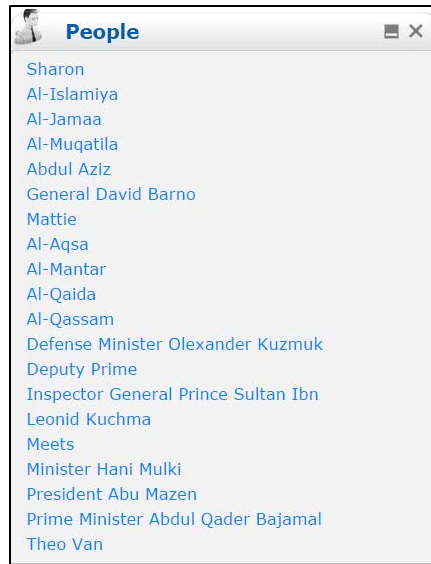 People
Sharon
Al-Islamiya
Al-Jamaa
Al-Muqatila
Abdul Aziz
General David Barno
Mattie
Al-Aqsa
Al-Mantar
Al-Qaida
Al-Qassam
Defense Minister Olexander Kuzmuk
Deputy Prime
Inspector General Prince Sultan Ibn
Leonid Kuchma
Meets
Minister Hani Mulki
President Abu Mazen
Prime Minister Abdul Qader Bajamal
Theo Van